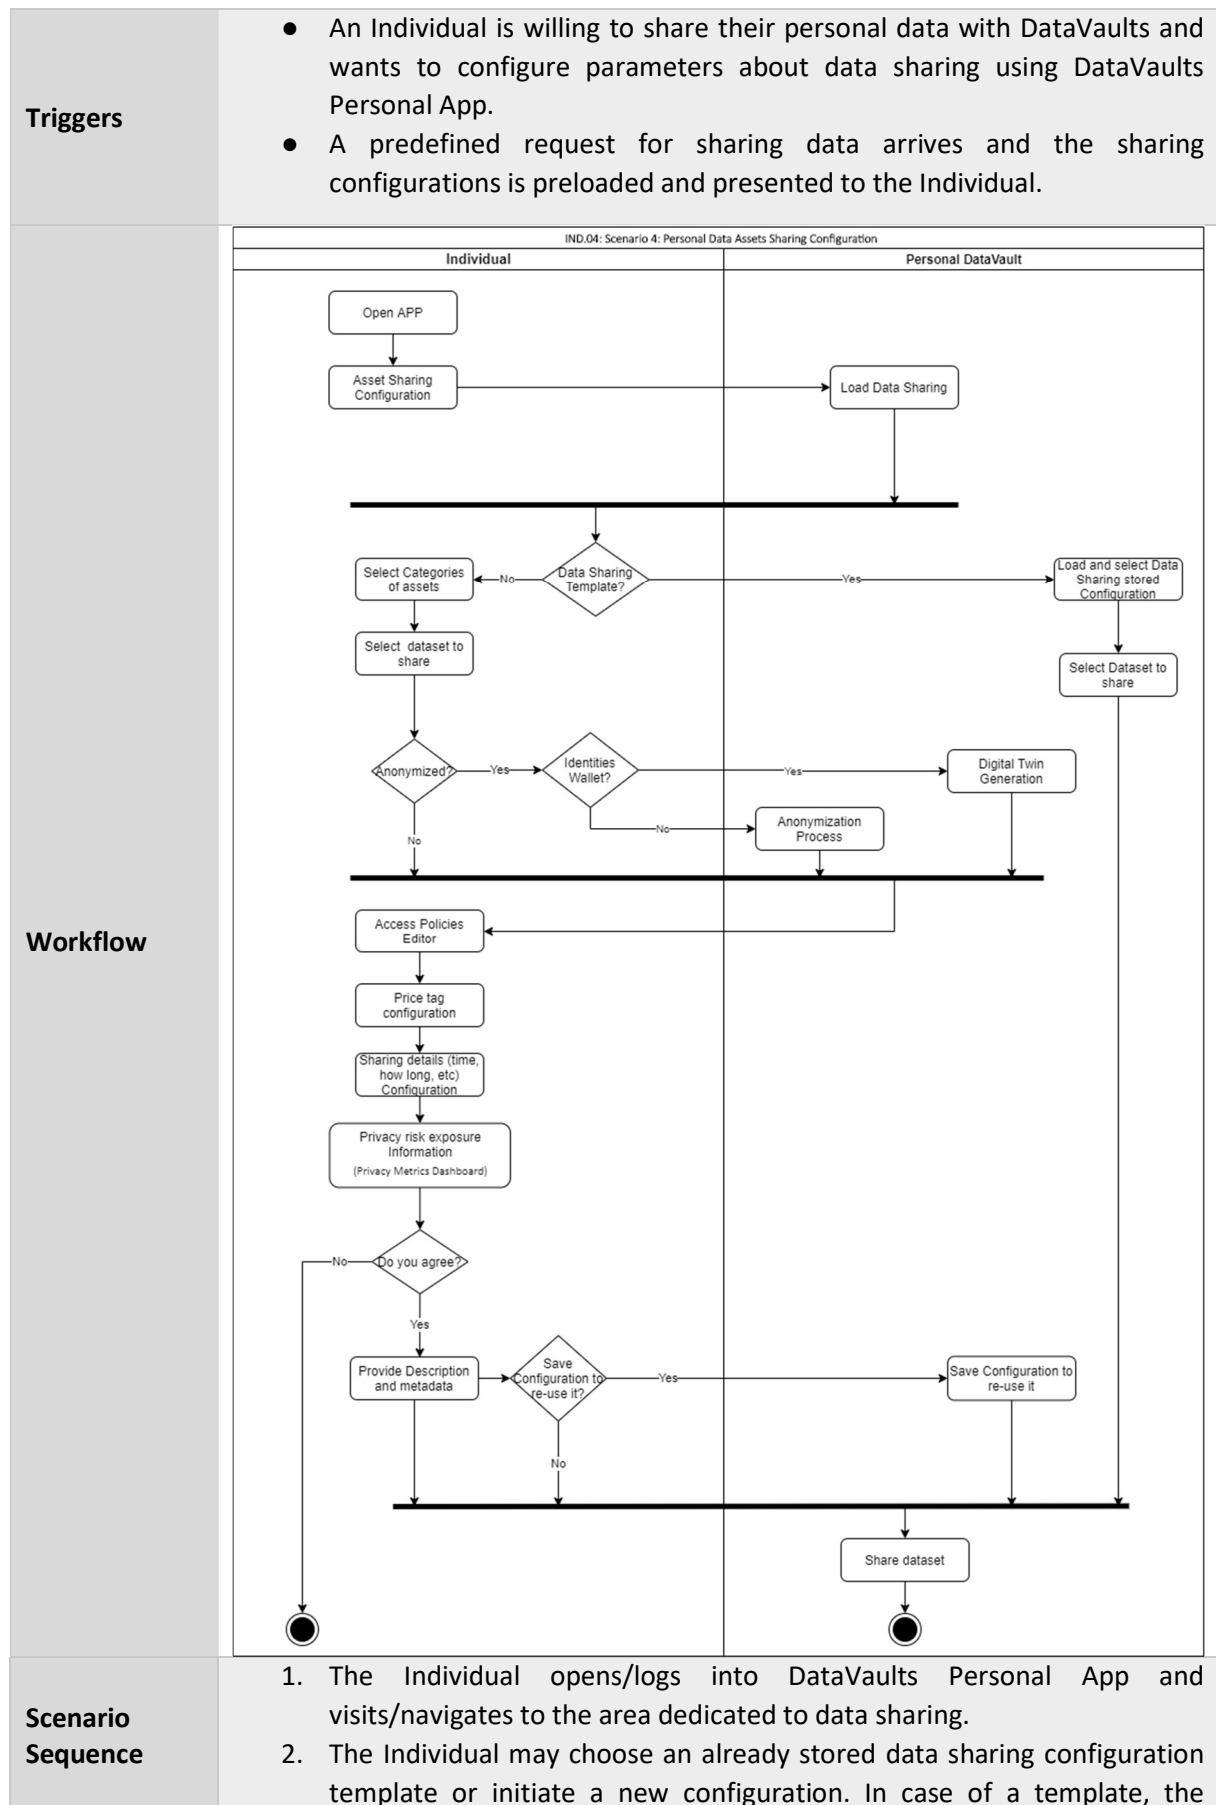 Triggers
● An Individual is willing to share their personal data with DataVaults and
wants to configure parameters about data sharing using DataVaults
Personal App.
● A predefined request for sharing data arrives and the sharing
configurations is preloaded and presented to the Individual.
Workflow
IND.04: Scenario 4: Personal Data Assets Sharing Configuration
Individual
Personal DataVault
Open APP
Asset Sharing
Configuration
Load Data Sharing
Select Categories
of assets
No
Data Sharing
Template?
Yes
Load and select Data
Sharing stored
Configuration
Select dataset to
share
Select Dataset to
share
Anonymized?
Yes
Identities
Wallet?
Yes
Digital Twin
Generation
No
No
Anonymization
Process
Access Policies
Editor
Price tag
configuration
Sharing details (time,
how long, etc)
Configuration
Privacy risk exposure
Information
(Privacy Metrics Dashboard)
No
Do you agree?
Yes
Provide Description
and metadata
Save
Configuration to
re-use it?
Yes
Save Configuration to
re-use it
No
Share dataset
Scenario
Sequence
1. The Individual opens/logs into DataVaults Personal App and
visits/navigates to the area dedicated to data sharing.
2. The Individual may choose an already stored data sharing configuration
template or initiate a new configuration. In case of a template, the